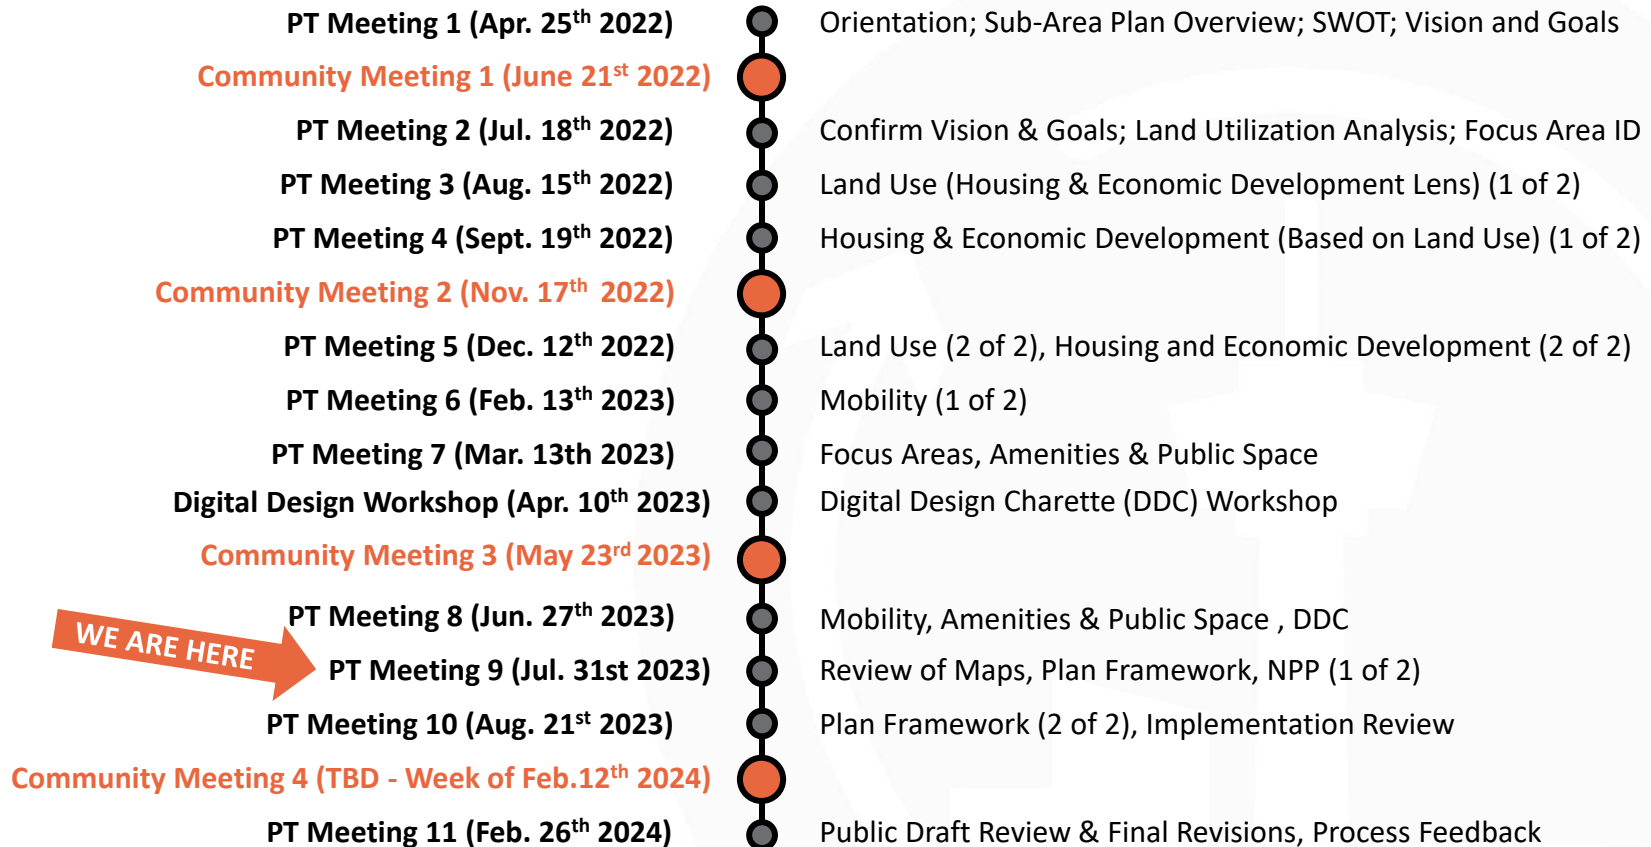 PT Meeting 1 (Apr. 25th 2022) Orientation; Sub-Area Plan Overview; SWOT; Vision and Goals
Community Meeting 1 (June 21st 2022)
PT Meeting 2 (Jul. 18th 2022) Confirm Vision & Goals; Land Utilization Analysis; Focus Area ID
PT Meeting 3 (Aug. 15th 2022) Land Use (Housing & Economic Development Lens) (1 of 2)
PT Meeting 4 (Sept. 19th 2022) Housing & Economic Development (Based on Land Use) (1 of 2)
Community Meeting 2 (Nov. 17th 2022)
PT Meeting 5 (Dec. 12th 2022) Land Use (2 of 2), Housing and Economic Development (2 of 2)
PT Meeting 6 (Feb. 13th 2023) Mobility (1 of 2)
PT Meeting 7 (Mar. 13th 2023) Focus Areas, Amenities & Public Space
Digital Design Workshop (Apr. 10th 2023) Digital Design Charette (DDC) Workshop
Community Meeting 3 (May 23rd 2023)
PT Meeting 8 (Jun. 27th 2023) Mobility, Amenities & Public Space , DDC
WE ARE HERE
PT Meeting 9 (Jul. 31st 2023) Review of Maps, Plan Framework, NPP (1 of 2)
PT Meeting 10 (Aug. 21st 2023) Plan Framework (2 of 2), Implementation Review
Community Meeting 4 (TBD - Week of Feb.12th 2024)
PT Meeting 11 (Feb. 26th 2024) Public Draft Review & Final Revisions, Process Feedback